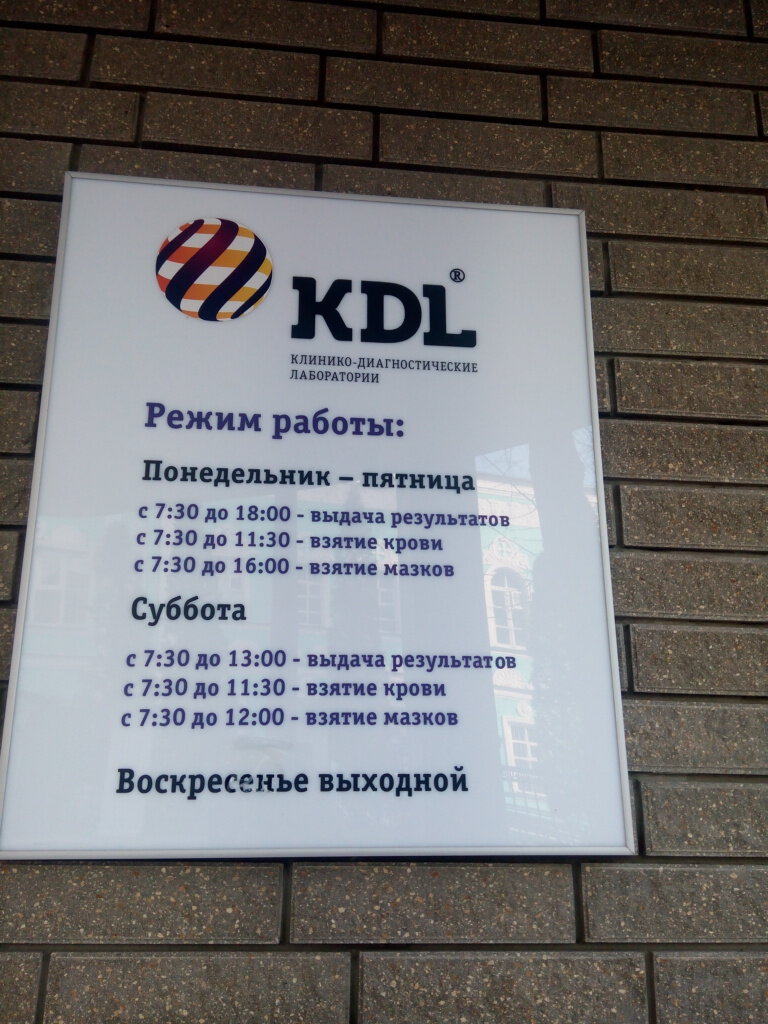 KDL®
КЛИНИКО-ДИАГНОСТИЧЕСКИЕ
ЛАБОРАТОРИИ
Режим работы:
Понедельник – пятница
с 7:30 до 18:00 - выдача результатов
с 7:30 до 11:30 - взятие крови
с 7:30 до 16:00 - взятие мазков
Суббота
с 7:30 до 13:00 - выдача результатов
с 7:30 до 11:30 - взятие крови
с 7:30 до 12:00 - взятие мазков
Воскресенье выходной